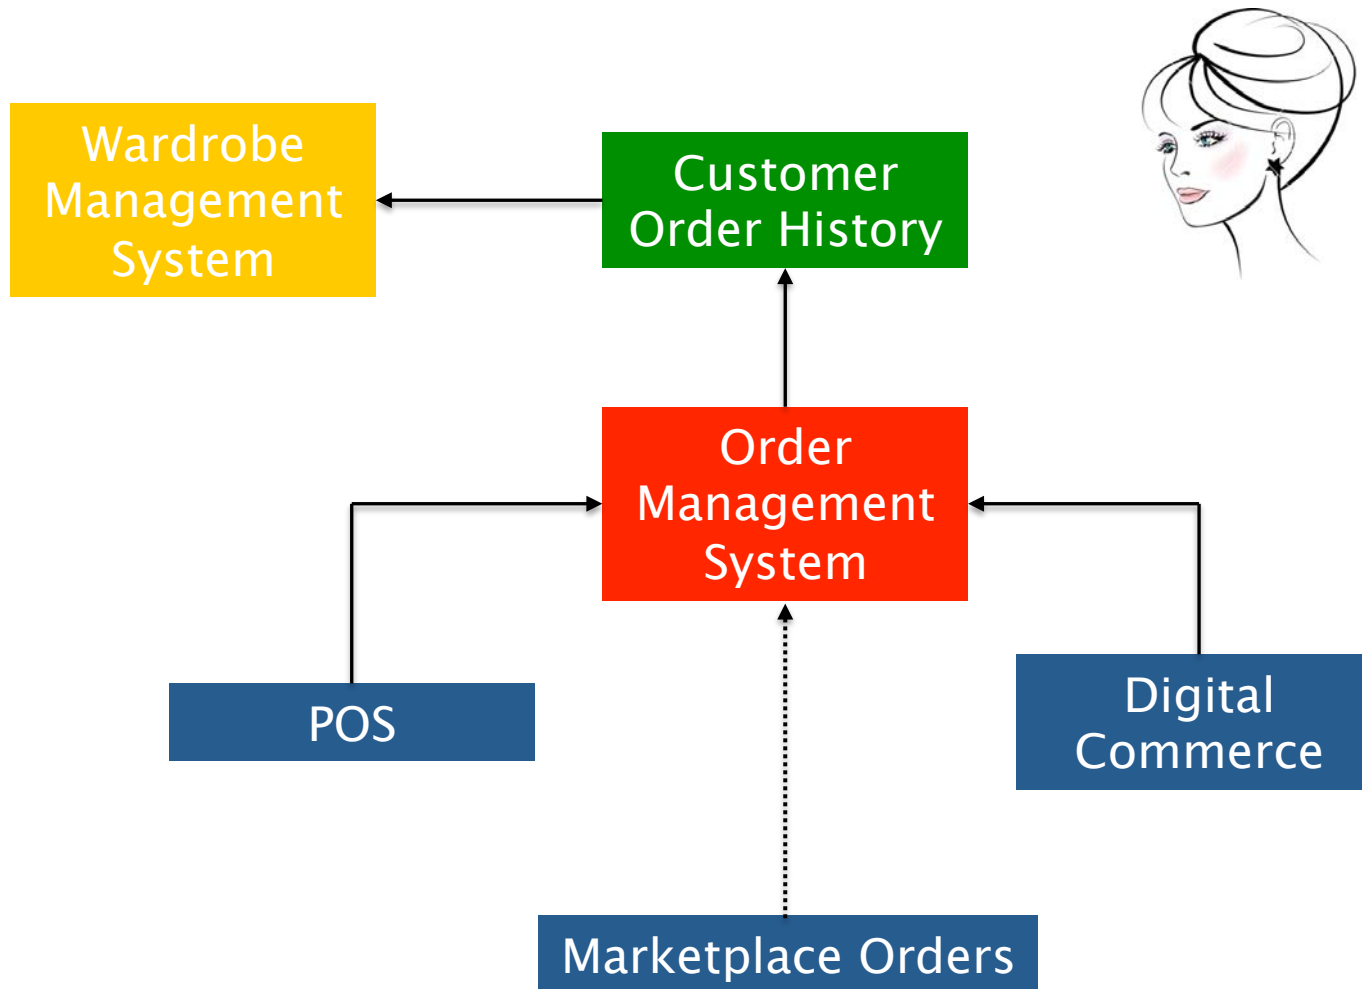 Wardrobe
Management
System
Customer
Order History
Order
Management
System
POS
Digital
Commerce
Marketplace Orders